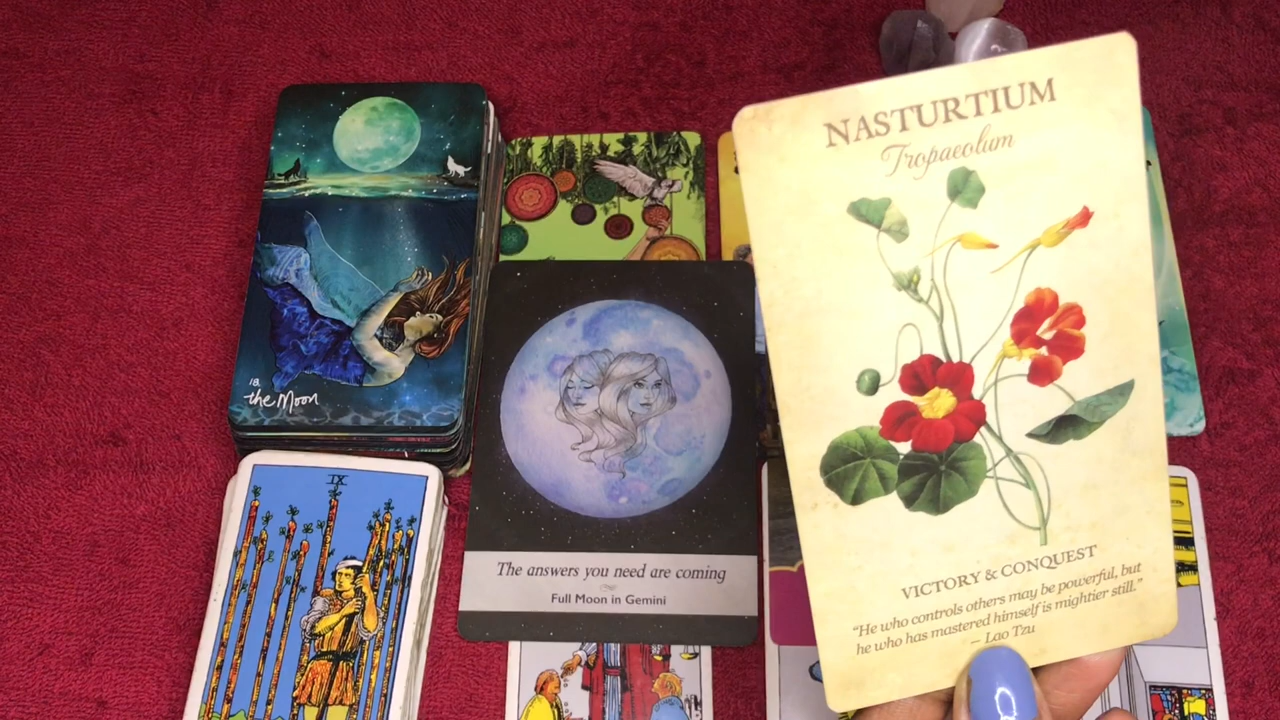 18.
the Moon
IX
The answers you need are coming
Full Moon in Gemini
NASTURTIUM
Tropaeolum
VICTORY & CONQUEST
"He who controls others may be powerful, but
he who has mastered himself is mightier still."
– Lao Tzu